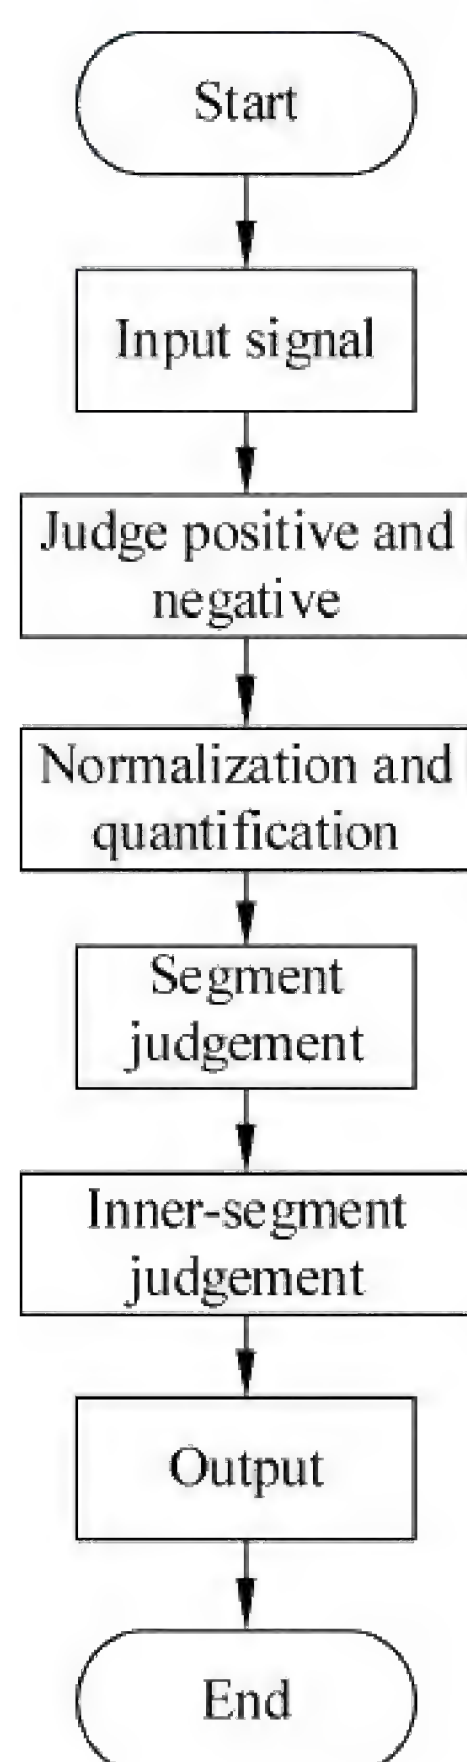 Start
Input signal
Judge positive and
negative
Normalization and
quantification
Segment
judgement
Inner-segment
judgement
Output
End